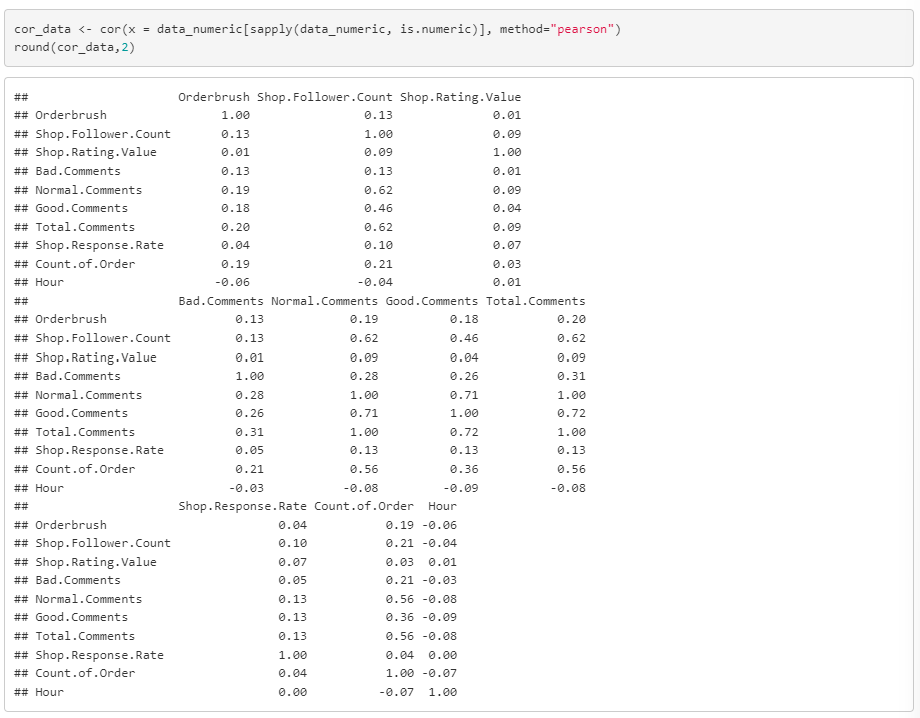 cor_data <- cor(x = data_numeric[sapply(data_numeric, is.numeric)], method="pearson")
round(cor_data,2)
##                      Orderbrush Shop.Follower.Count Shop.Rating.Value
## Orderbrush                 1.00                0.13              0.01
## Shop.Follower.Count        0.13                1.00              0.09
## Shop.Rating.Value          0.01                0.09              1.00
## Bad.Comments               0.13                0.13              0.01
## Normal.Comments            0.19                0.62              0.09
## Good.Comments              0.18                0.46              0.04
## Total.Comments             0.20                0.62              0.09
## Shop.Response.Rate         0.04                0.10              0.07
## Count.of.Order             0.19                0.21              0.03
## Hour                      -0.06               -0.04              0.01
##                      Bad.Comments Normal.Comments Good.Comments Total.Comments
## Orderbrush                   0.13            0.19          0.18           0.20
## Shop.Follower.Count          0.13            0.62          0.46           0.62
## Shop.Rating.Value            0.01            0.09          0.04           0.09
## Bad.Comments                 1.00            0.28          0.26           0.31
## Normal.Comments              0.28            1.00          0.71           1.00
## Good.Comments                0.26            0.71          1.00           0.72
## Total.Comments               0.31            1.00          0.72           1.00
## Shop.Response.Rate           0.05            0.13          0.13           0.13
## Count.of.Order               0.21            0.56          0.36           0.56
## Hour                        -0.03           -0.08         -0.09          -0.08
##                      Shop.Response.Rate Count.of.Order  Hour
## Orderbrush                         0.04           0.19 -0.06
## Shop.Follower.Count                0.10           0.21 -0.04
## Shop.Rating.Value                  0.07           0.03  0.01
## Bad.Comments                       0.05           0.21 -0.03
## Normal.Comments                    0.13           0.56 -0.08
## Good.Comments                      0.13           0.36 -0.09
## Total.Comments                     0.13           0.56 -0.08
## Shop.Response.Rate                 1.00           0.04  0.00
## Count.of.Order                     0.04           1.00 -0.07
## Hour                               0.00          -0.07  1.00